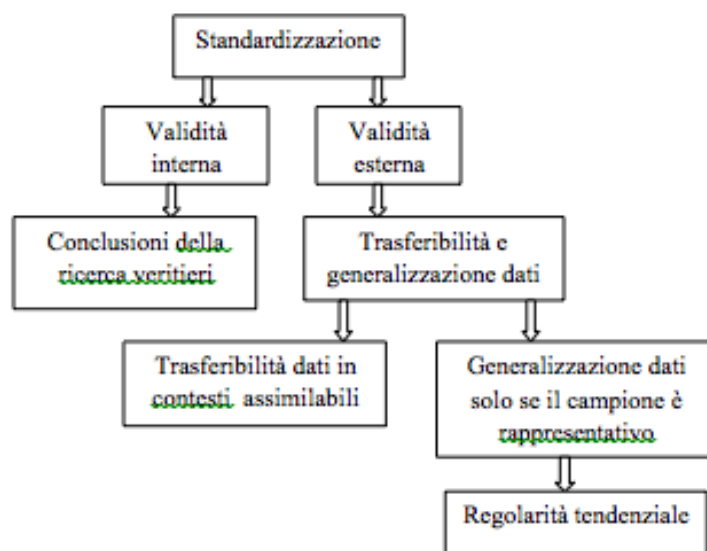 Standardizzazione
Validità
interna
Validità
esterna
Conclusioni della
ricerca veritieri
Trasferibilità e
generalizzazione dati
Trasferibilità dati in
contesti assimilabili
Generalizzazione dati
solo se il campione è
rappresentativo
Regolarità tendenziale